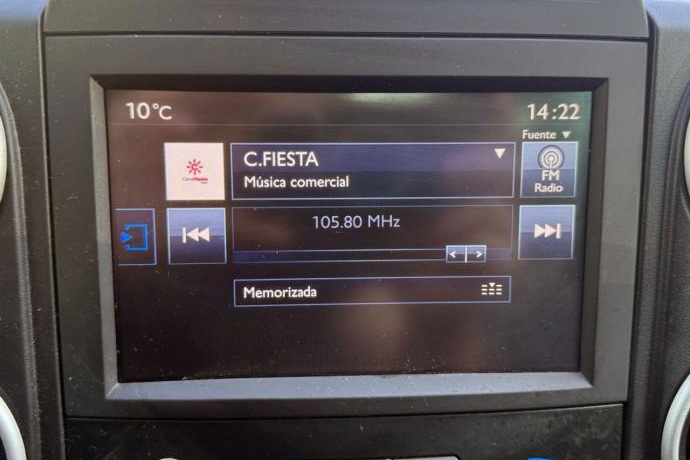 10°C
14:22
Fuente ▼
C.FIESTA
Música comercial
FM
Radio
105.80 MHz
Memorizada